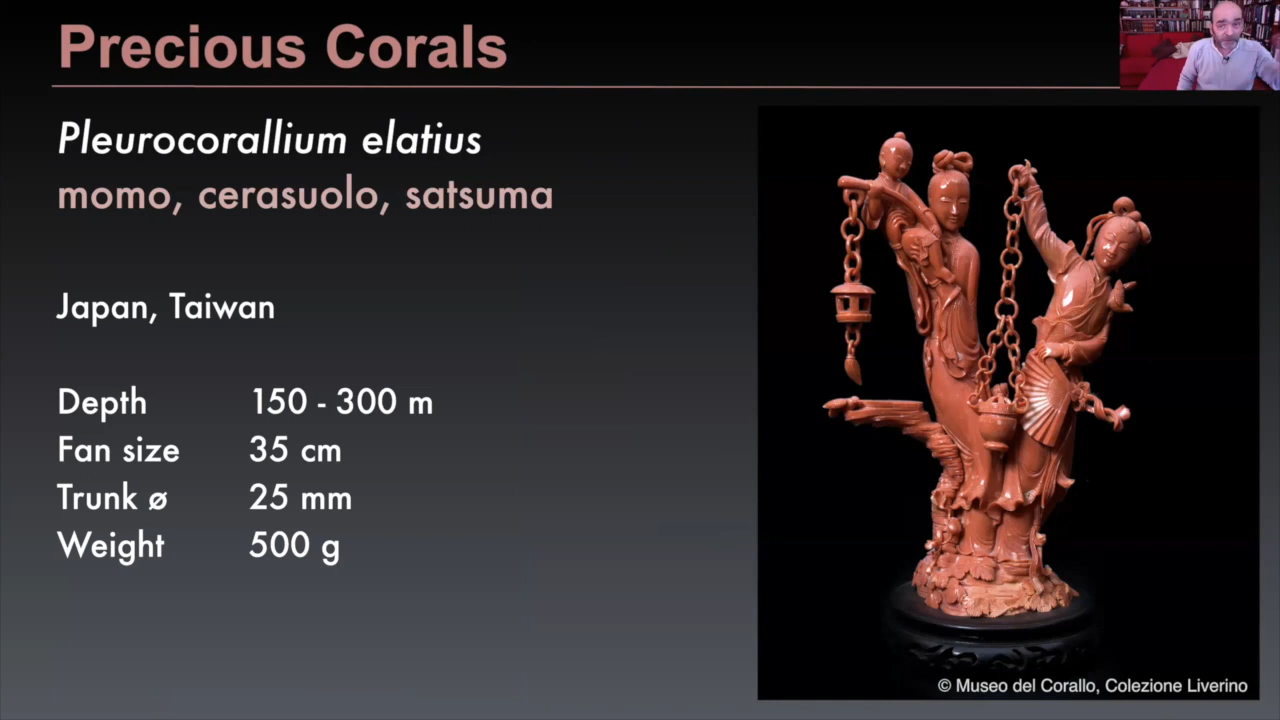 Precious Corals
Pleurocorallium elatius
momo, cerasuolo, satsuma
Japan, Taiwan
Depth 150 - 300 m
Fan size 35 cm
Trunk ø 25 mm
Weight 500 g
© Museo del Corallo, Colezione Liverino